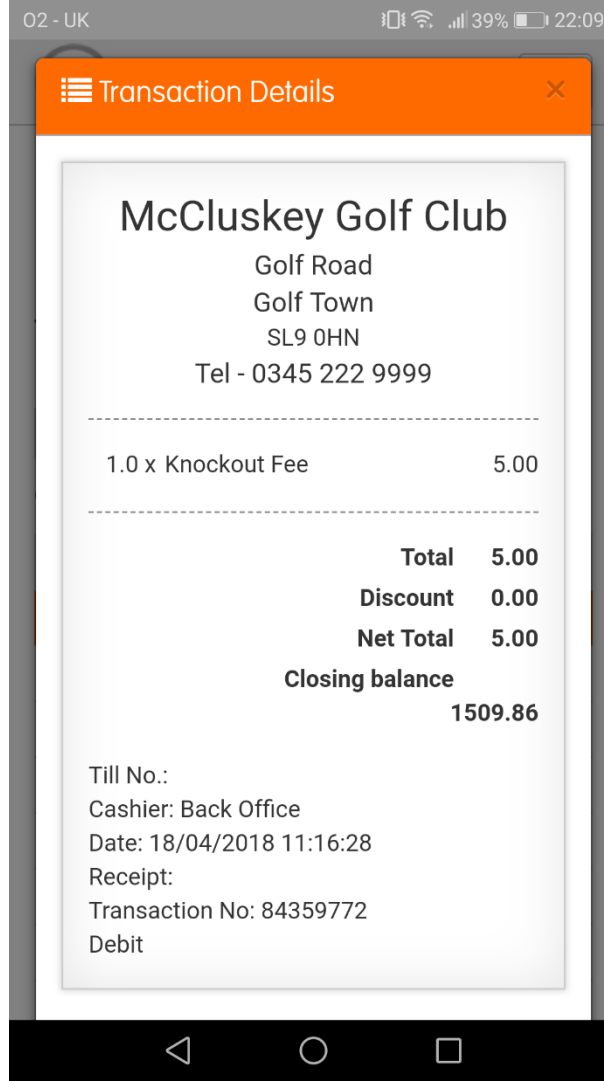 O2 - UK 39% 22:09
Transaction Details ×
McCluskey Golf Club
Golf Road
Golf Town
SL9 0HN
Tel - 0345 222 9999
1.0 x Knockout Fee 5.00
Total 5.00
Discount 0.00
Net Total 5.00
Closing balance
1509.86
Till No.:
Cashier: Back Office
Date: 18/04/2018 11:16:28
Receipt:
Transaction No: 84359772
Debit